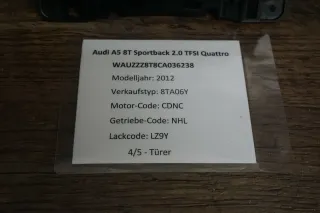 Audi A5 8T Sportback 2.0 TFSI Quattro
WAUZZZ8T8CA036238
Modelljahr: 2012
Verkaufstyp: 8TA06Y
Motor-Code: CDNC
Getriebe-Code: NHL
Lackcode: LZ9Y
4/5 - Türer